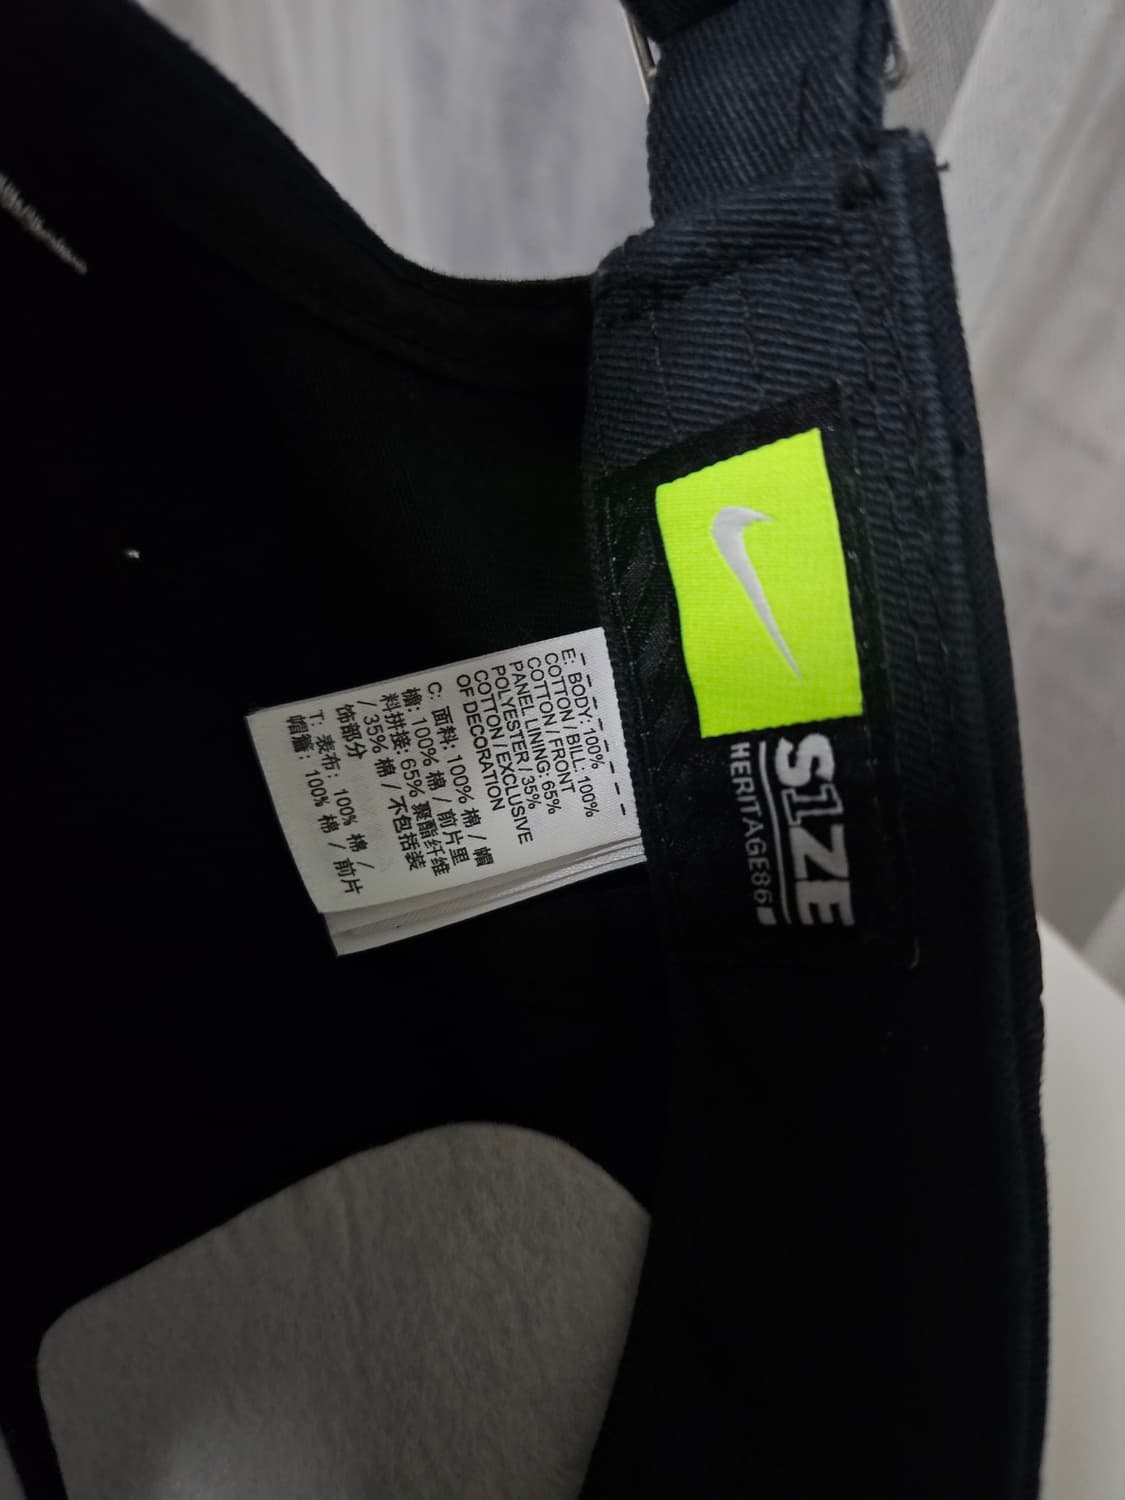 E: BODY: 100%
COTTON / BILL: 100%
COTTON / FRONT
PANEL LINING: 65%
POLYESTER / 35%
COTTON / EXCLUSIVE
OF DECORATION
C: 面料: 100% 棉 / 帽
檐: 100% 棉 / 前片里
料拼接: 65% 聚酯纤维
/ 35% 棉 / 不包括装
饰部分
T: 表布: 100% 棉 /
帽簷: 100% 棉 / 前片
S1ZE
HERITAGE86